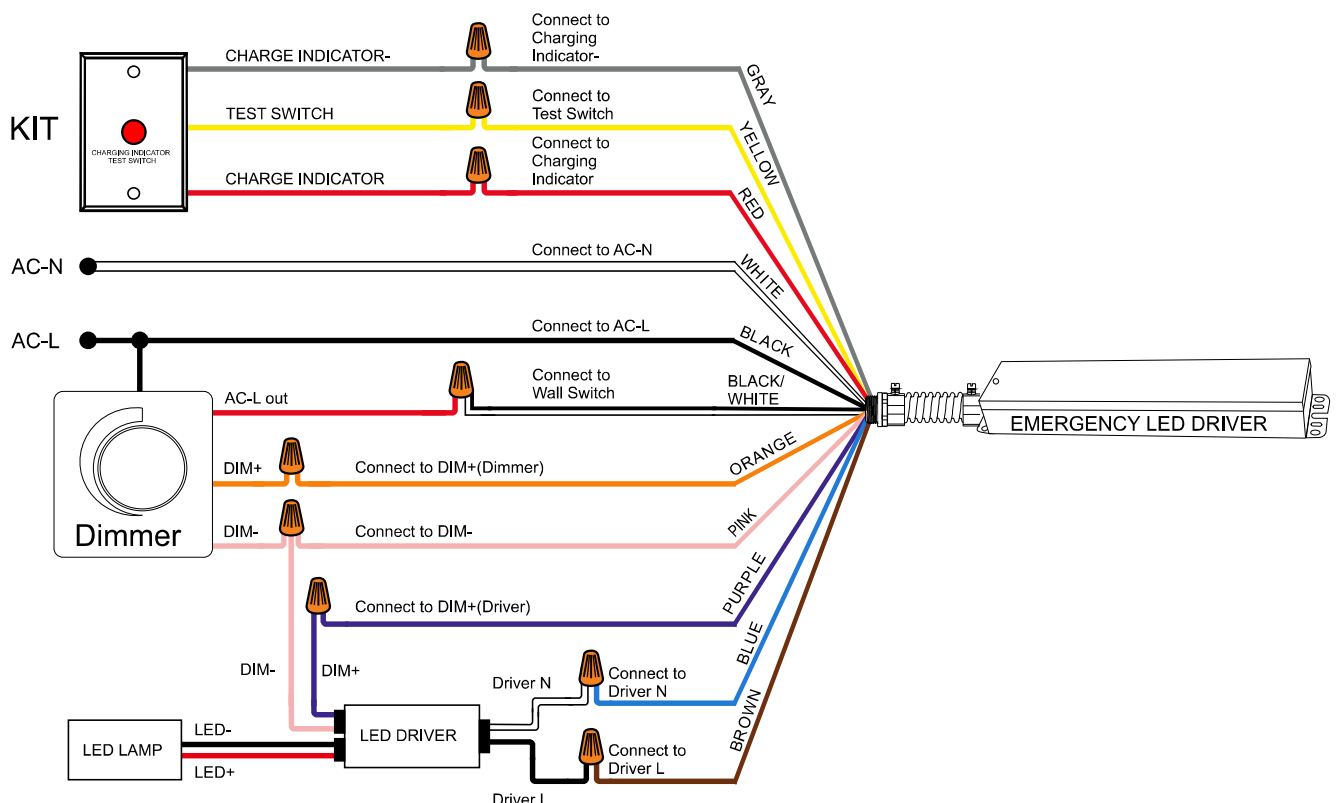 KIT
CHARGING INDICATOR
TEST SWITCH
CHARGE INDICATOR-
Connect to
Charging
Indicator-
GRAY
TEST SWITCH
Connect to
Test Switch
YELLOW
CHARGE INDICATOR
Connect to
Charging
Indicator
RED
AC-N
Connect to AC-N
WHITE
AC-L
Connect to AC-L
BLACK
AC-L out
Connect to
Wall Switch
BLACK/
WHITE
EMERGENCY LED DRIVER
Dimmer
DIM+
Connect to DIM+(Dimmer)
ORANGE
DIM-
Connect to DIM-
PINK
Connect to DIM+(Driver)
PURPLE
DIM-
DIM+
Driver N
Connect to
Driver N
BLUE
LED LAMP
LED-
LED+
LED DRIVER
Connect to
Driver L
BROWN
Driver L